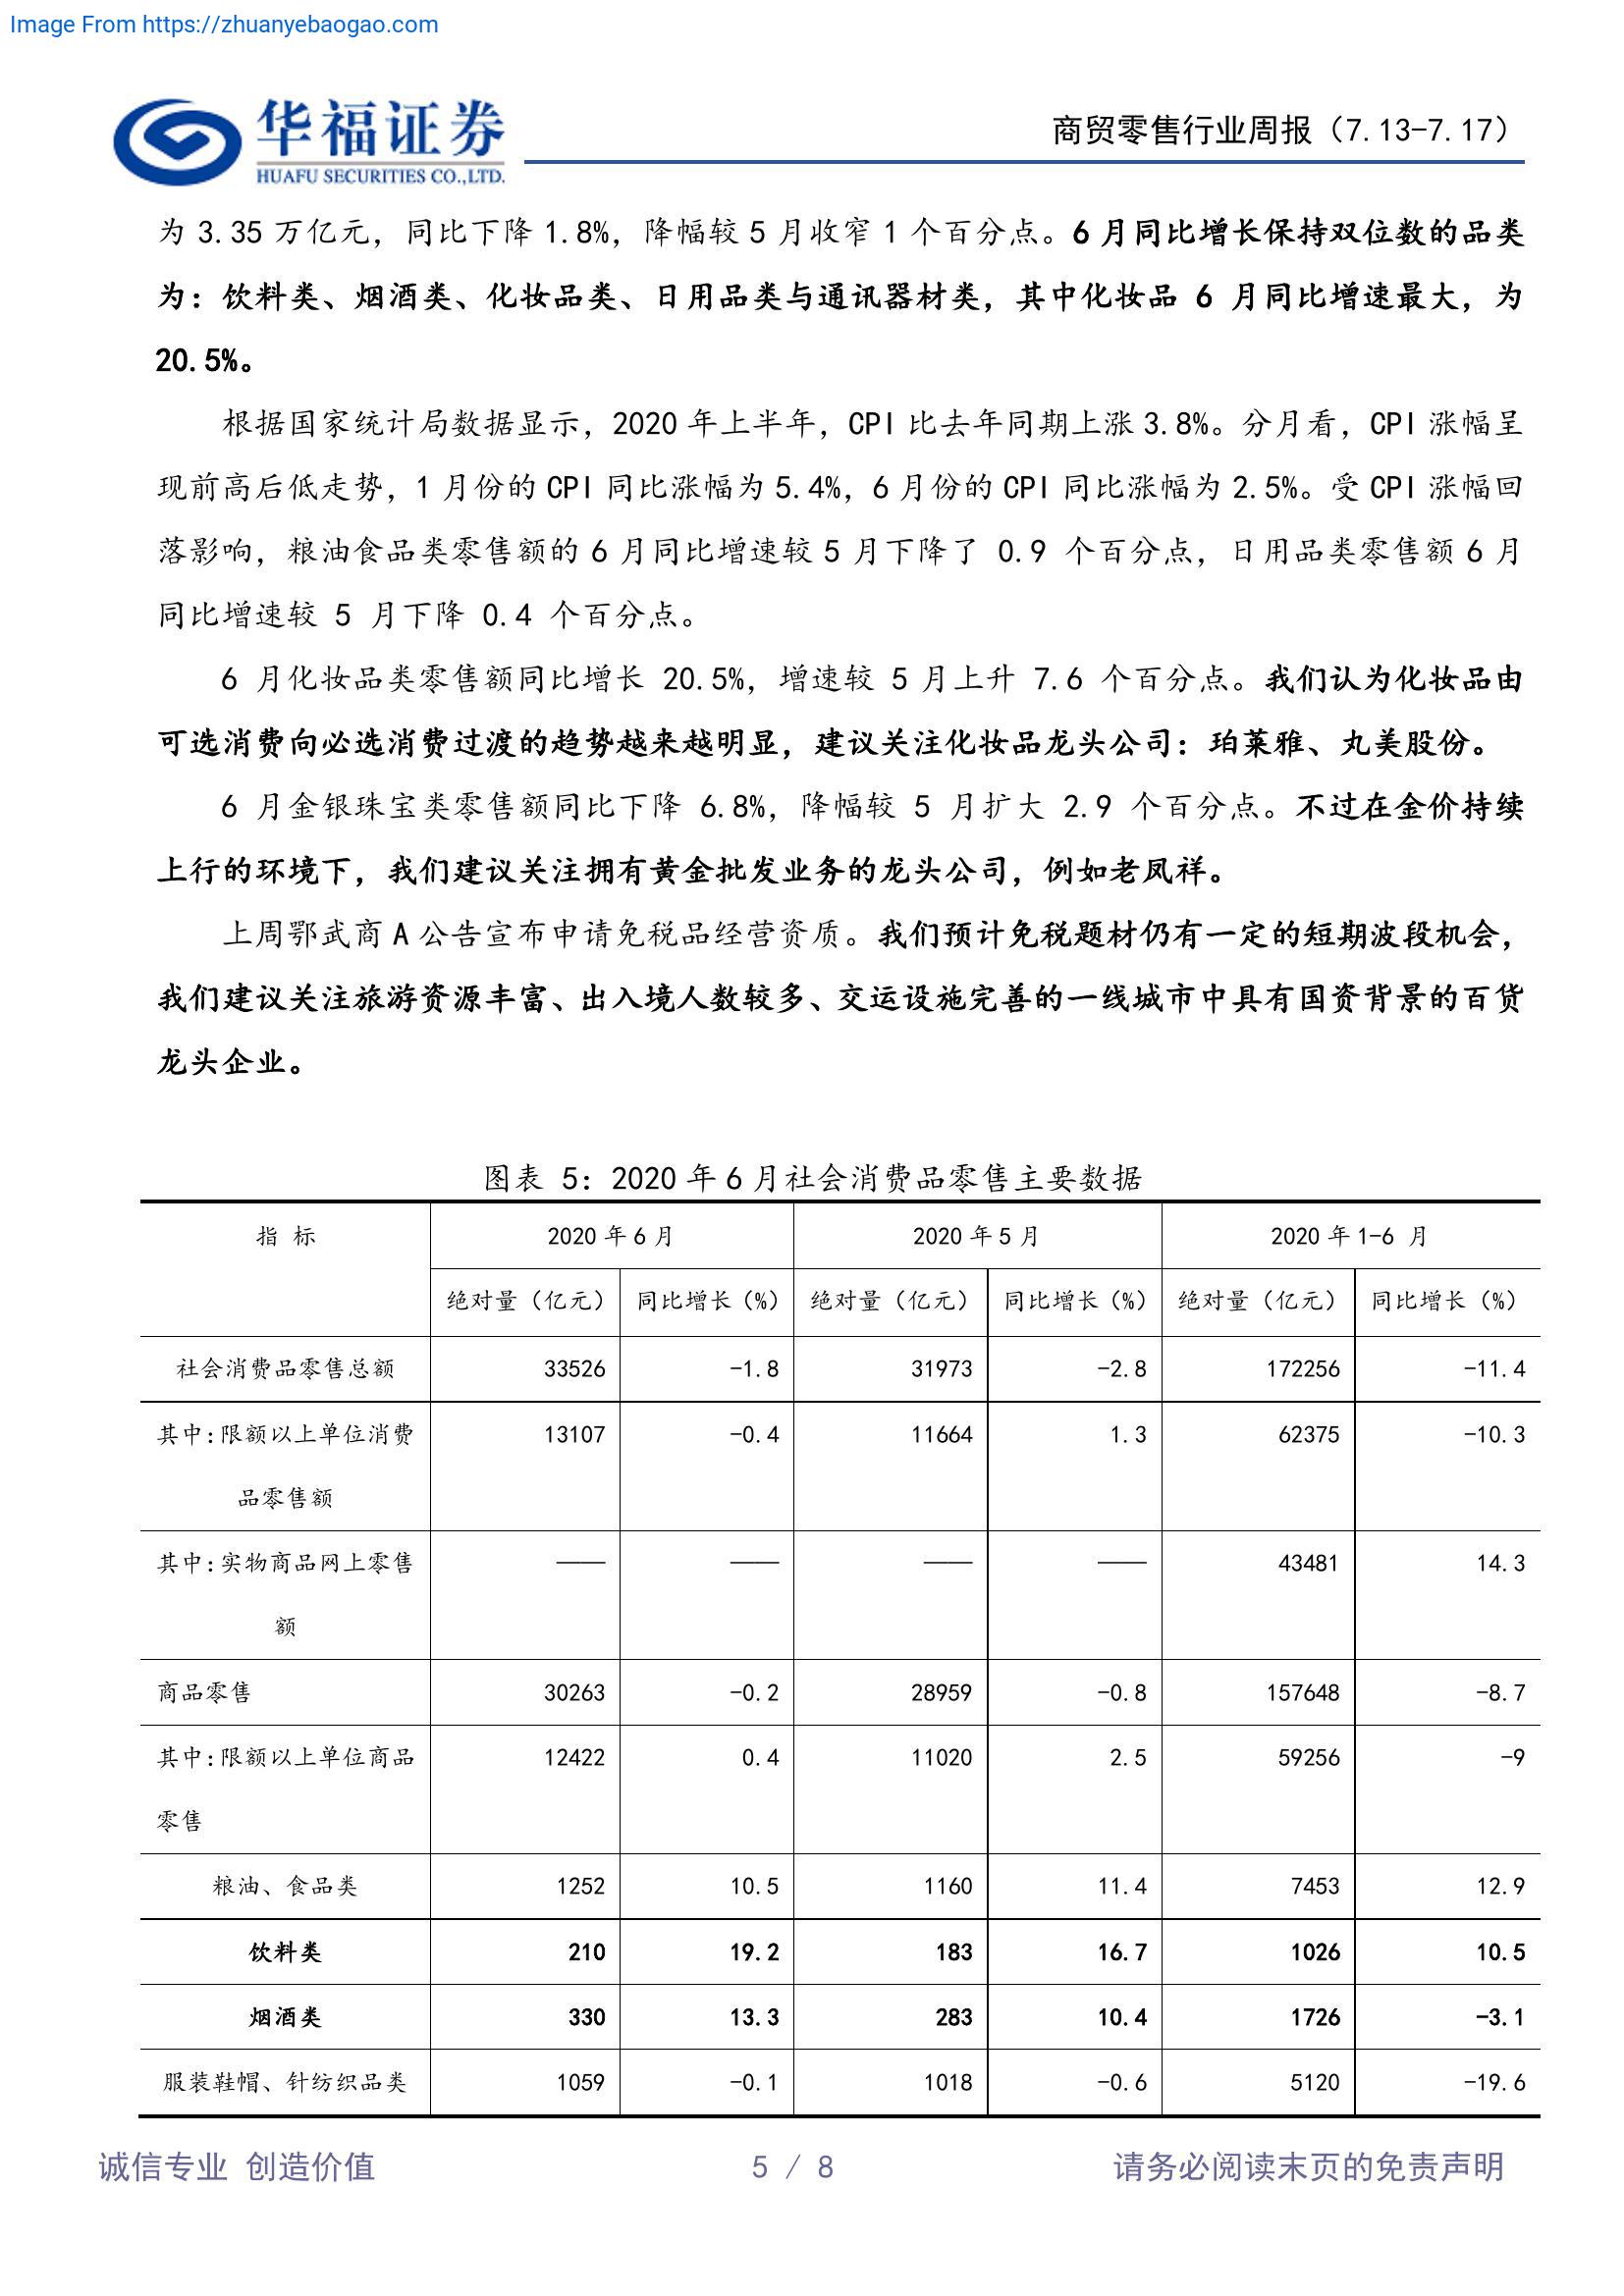 Image From https://zhuanyebaogao.com
华福证券
HUAFU SECURITIES CO.,LTD.
商贸零售行业周报（7.13-7.17）
为 3.35 万亿元，同比下降 1.8%，降幅较 5 月收窄 1 个百分点。6 月同比增长保持双位数的品类
为：饮料类、烟酒类、化妆品类、日用品类与通讯器材类，其中化妆品 6 月同比增速最大，为
20.5%。
根据国家统计局数据显示，2020 年上半年，CPI 比去年同期上涨 3.8%。分月看，CPI 涨幅呈
现前高后低走势，1 月份的 CPI 同比涨幅为 5.4%，6 月份的 CPI 同比涨幅为 2.5%。受 CPI 涨幅回
落影响，粮油食品类零售额的 6 月同比增速较 5 月下降了 0.9 个百分点，日用品类零售额 6 月
同比增速较 5 月下降 0.4 个百分点。
6 月化妆品类零售额同比增长 20.5%，增速较 5 月上升 7.6 个百分点。我们认为化妆品由
可选消费向必选消费过渡的趋势越来越明显，建议关注化妆品龙头公司：珀莱雅、丸美股份。
6 月金银珠宝类零售额同比下降 6.8%，降幅较 5 月扩大 2.9 个百分点。不过在金价持续
上行的环境下，我们建议关注拥有黄金批发业务的龙头公司，例如老凤祥。
上周鄂武商 A 公告宣布申请免税品经营资质。我们预计免税题材仍有一定的短期波段机会，
我们建议关注旅游资源丰富、出入境人数较多、交运设施完善的一线城市中具有国资背景的百货
龙头企业。
图表 5：2020 年 6 月社会消费品零售主要数据
指 标 2020 年 6 月 2020 年 5 月 2020 年 1-6 月
绝对量（亿元） 同比增长（%） 绝对量（亿元） 同比增长（%） 绝对量（亿元） 同比增长（%）
社会消费品零售总额 33526 -1.8 31973 -2.8 172256 -11.4
其中:限额以上单位消费 13107 -0.4 11664 1.3 62375 -10.3
品零售额
其中:实物商品网上零售 —— —— —— —— 43481 14.3
额
商品零售 30263 -0.2 28959 -0.8 157648 -8.7
其中:限额以上单位商品 12422 0.4 11020 2.5 59256 -9
零售
粮油、食品类 1252 10.5 1160 11.4 7453 12.9
饮料类 210 19.2 183 16.7 1026 10.5
烟酒类 330 13.3 283 10.4 1726 -3.1
服装鞋帽、针纺织品类 1059 -0.1 1018 -0.6 5120 -19.6
诚信专业 创造价值 5 / 8 请务必阅读末页的免责声明